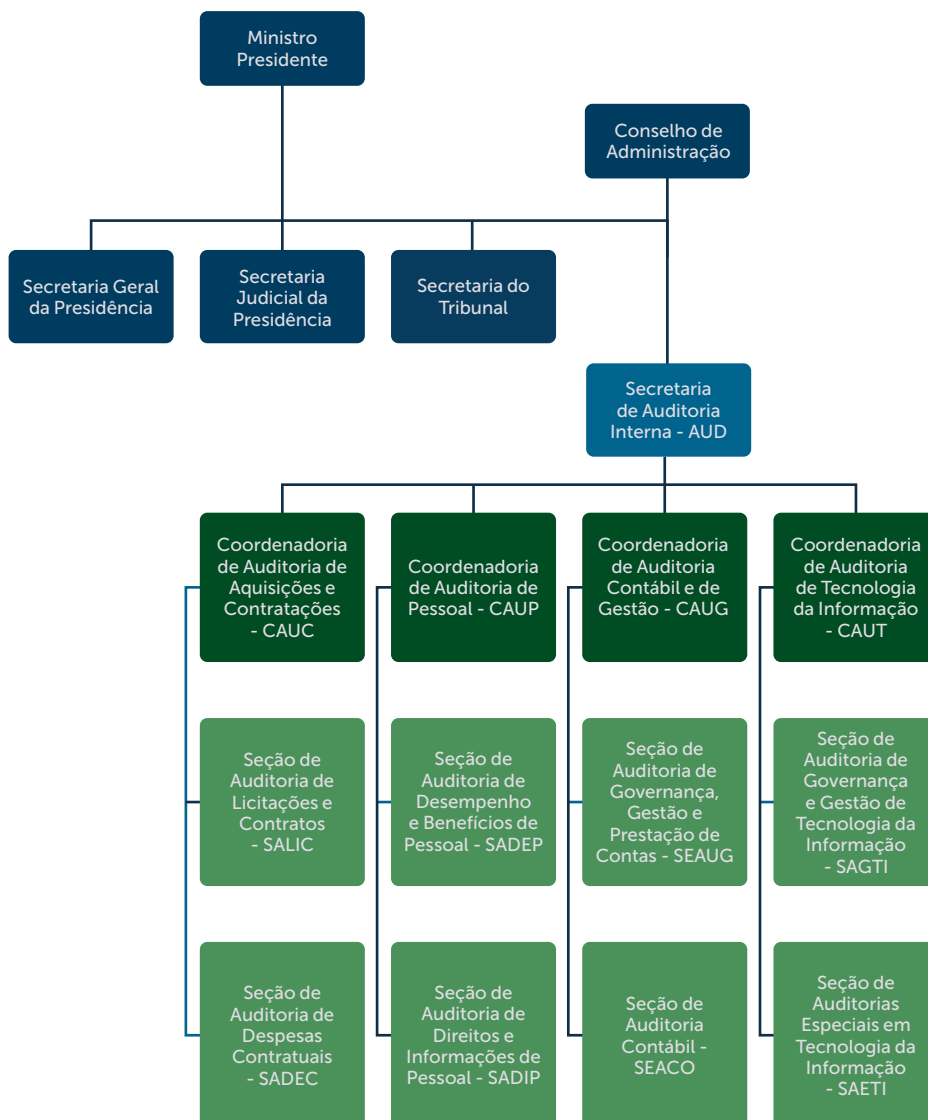 Ministro
Presidente
Conselho de
Administração
Secretaria Geral
da Presidência
Secretaria
Judicial da
Presidência
Secretaria do
Tribunal
Secretaria
de Auditoria
Interna - AUD
Coordenadoria
de Auditoria de
Aquisições e
Contratações
- CAUC
Coordenadoria
de Auditoria de
Pessoal - CAUP
Coordenadoria
de Auditoria
Contábil e de
Gestão - CAUG
Coordenadoria
de Auditoria
de Tecnologia
da Informação
- CAUT
Seção de
Auditoria de
Licitações e
Contratos
- SALIC
Seção de
Auditoria de
Desempenho
e Benefícios de
Pessoal - SADEP
Seção de
Auditoria de
Governança,
Gestão e
Prestação de
Contas - SEAUG
Seção de
Auditoria de
Governança
e Gestão de
Tecnologia da
Informação
- SAGTI
Seção de
Auditoria de
Despesas
Contratuais
- SADEC
Seção de
Auditoria de
Direitos e
Informações de
Pessoal - SADIP
Seção de
Auditoria
Contábil -
SEACO
Seção de
Auditorias
Especiais em
Tecnologia da
Informação
- SAETI